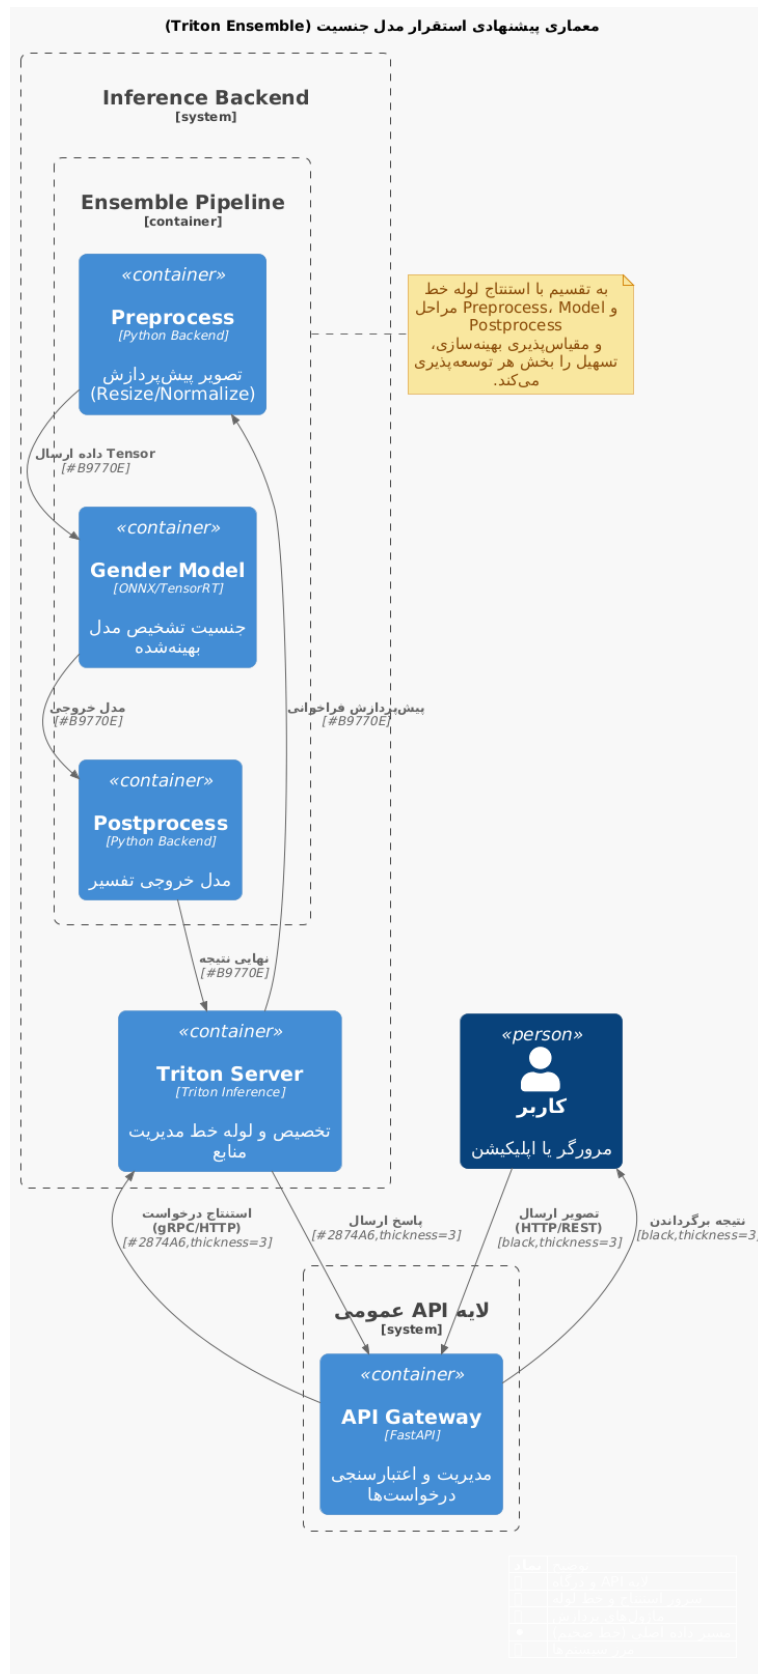 معماری پیشنهادی استقرار مدل جنسیت (Triton Ensemble)
Inference Backend
[system]
Ensemble Pipeline
[container]
«container»
Preprocess
[Python Backend]
تصویر پیش‌پردازش
(Resize/Normalize)
به تقسیم با استنتاج لوله خط
و Preprocess، Model مراحل
Postprocess
و مقیاس‌پذیری بهینه‌سازی،
تسهیل را بخش هر توسعه‌پذیری
می‌کند.
Tensor داده ارسال
[#B9770E]
«container»
Gender Model
[ONNX/TensorRT]
جنسیت تشخیص مدل
بهینه‌شده
مدل خروجی
[#B9770E]
پیش‌پردازش فراخوانی
[#B9770E]
«container»
Postprocess
[Python Backend]
مدل خروجی تفسیر
نهایی نتیجه
[#B9770E]
«container»
Triton Server
[Triton Inference]
تخصیص و لوله خط مدیریت
منابع
«person»
کاربر
مرورگر یا اپلیکیشن
استنتاج درخواست
(gRPC/HTTP)
[#2874A6,thickness=3]
پاسخ ارسال
[#2874A6,thickness=3]
تصویر ارسال
(HTTP/REST)
[black,thickness=3]
نتیجه برگرداندن
[black,thickness=3]
لایه API عمومی
[system]
«container»
API Gateway
[FastAPI]
مدیریت و اعتبارسنجی
درخواست‌ها